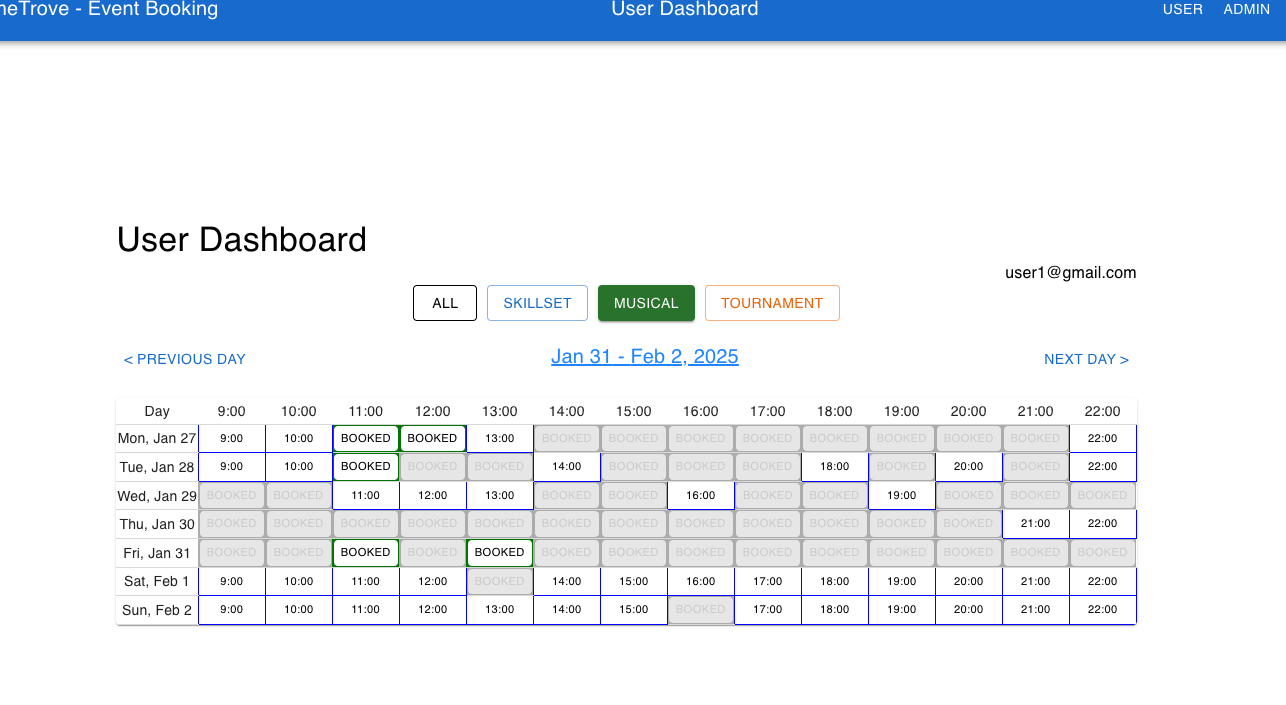 neTrove - Event Booking User Dashboard USER ADMIN
User Dashboard
user1@gmail.com
ALL SKILLSET MUSICAL TOURNAMENT
< PREVIOUS DAY Jan 31 - Feb 2, 2025 NEXT DAY >
Day 9:00 10:00 11:00 12:00 13:00 14:00 15:00 16:00 17:00 18:00 19:00 20:00 21:00 22:00
Mon, Jan 27 9:00 10:00 BOOKED BOOKED 13:00 BOOKED BOOKED BOOKED BOOKED BOOKED BOOKED BOOKED BOOKED 22:00
Tue, Jan 28 9:00 10:00 BOOKED BOOKED BOOKED 14:00 BOOKED BOOKED BOOKED 18:00 BOOKED 20:00 BOOKED 22:00
Wed, Jan 29 BOOKED BOOKED 11:00 12:00 13:00 BOOKED BOOKED 16:00 BOOKED BOOKED 19:00 BOOKED BOOKED BOOKED
Thu, Jan 30 BOOKED BOOKED BOOKED BOOKED BOOKED BOOKED BOOKED BOOKED BOOKED BOOKED BOOKED BOOKED 21:00 22:00
Fri, Jan 31 BOOKED BOOKED BOOKED BOOKED BOOKED BOOKED BOOKED BOOKED BOOKED BOOKED BOOKED BOOKED BOOKED BOOKED
Sat, Feb 1 9:00 10:00 11:00 12:00 BOOKED 14:00 15:00 16:00 17:00 18:00 19:00 20:00 21:00 22:00
Sun, Feb 2 9:00 10:00 11:00 12:00 13:00 14:00 15:00 BOOKED 17:00 18:00 19:00 20:00 21:00 22:00